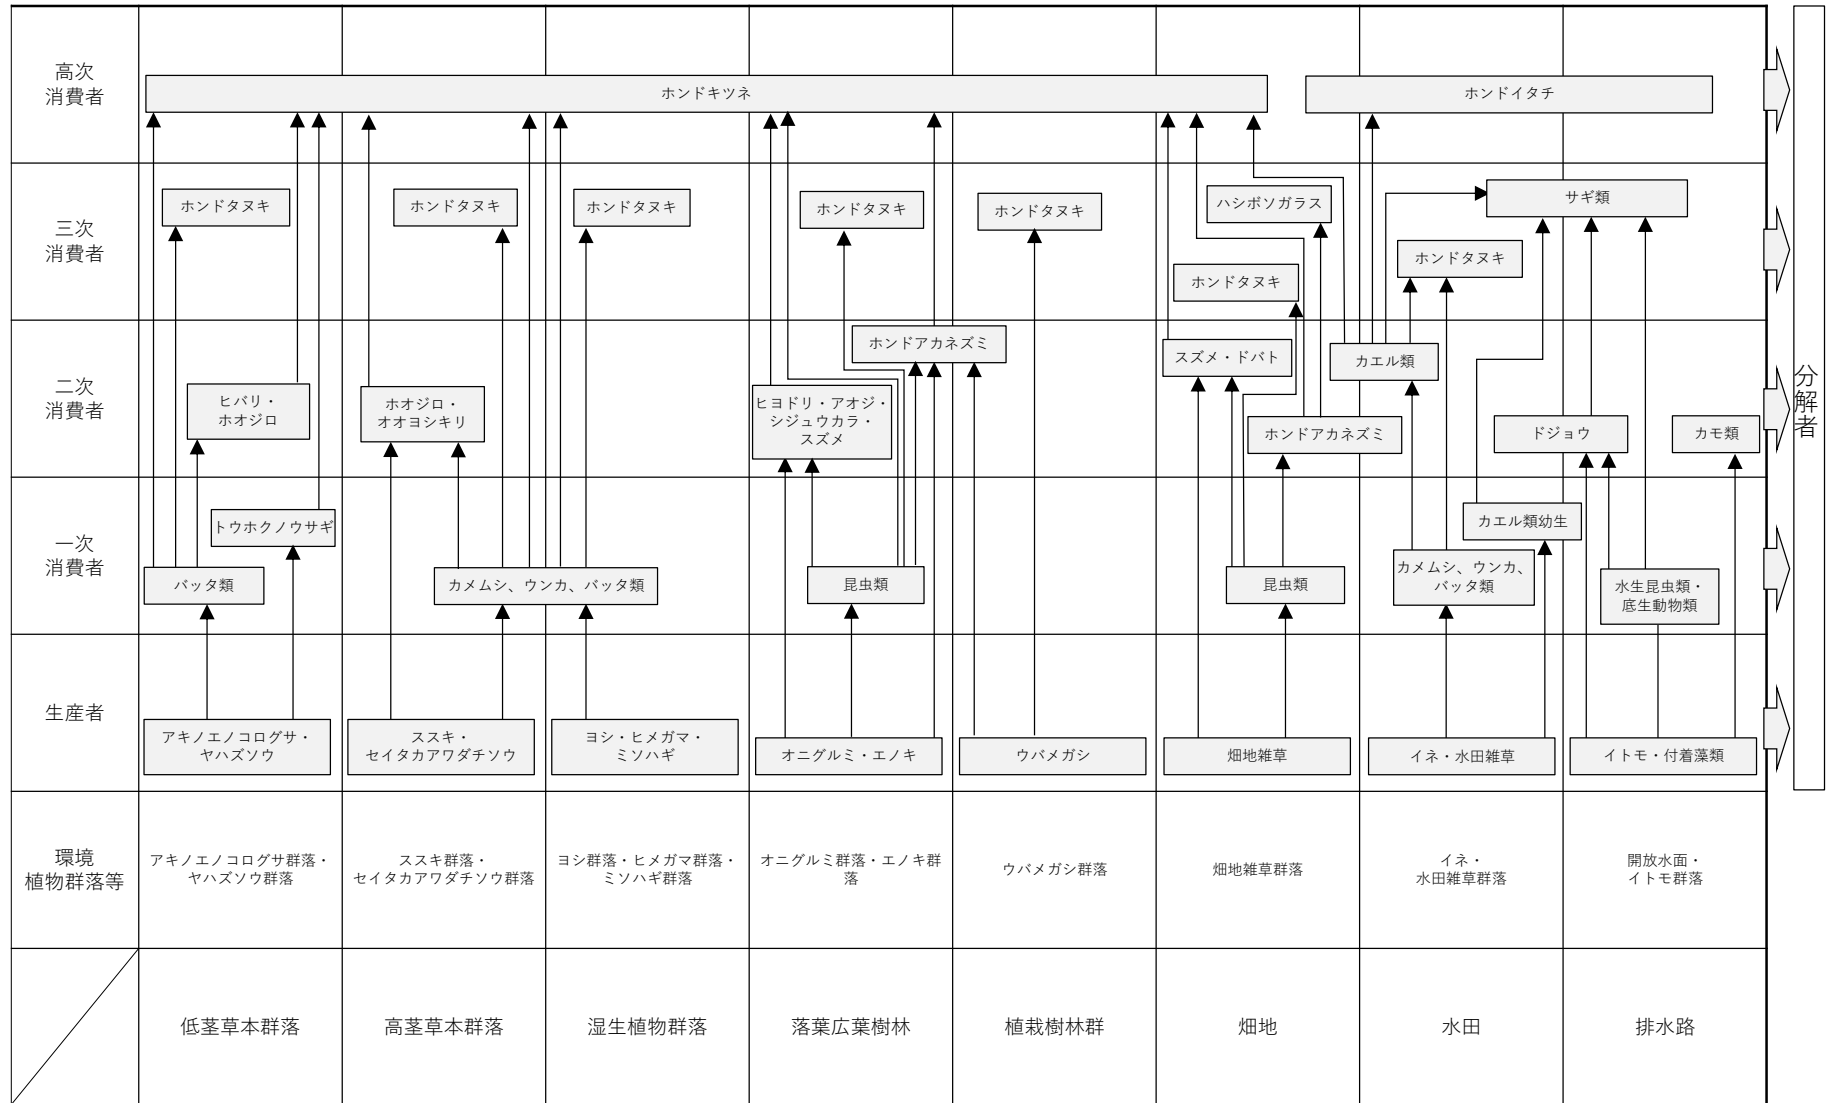 高次
消費者
ホンドキツネ
ホンドイタチ
三次
消費者
ホンドタヌキ
ホンドタヌキ
ホンドタヌキ
ホンドタヌキ
ホンドタヌキ
ハシボソガラス
ホンドタヌキ
サギ類
ホンドタヌキ
二次
消費者
ヒバリ・
ホオジロ
ホオジロ・
オオヨシキリ
ヒヨドリ・アオジ・
シジュウカラ・
スズメ
ホンドアカネズミ
スズメ・ドバト
ホンドアカネズミ
カエル類
ドジョウ
カモ類
一次
消費者
トウホクノウサギ
バッタ類
カメムシ、ウンカ、バッタ類
昆虫類
昆虫類
カエル類幼生
カメムシ、ウンカ、
バッタ類
水生昆虫類・
底生動物類
生産者
アキノエノコログサ・
ヤハズソウ
ススキ・
セイタカアワダチソウ
ヨシ・ヒメガマ・
ミソハギ
オニグルミ・エノキ
ウバメガシ
畑地雑草
イネ・水田雑草
イトモ・付着藻類
環境
植物群落等
アキノエノコログサ群落・
ヤハズソウ群落
ススキ群落・
セイタカアワダチソウ群落
ヨシ群落・ヒメガマ群落・
ミソハギ群落
オニグルミ群落・エノキ群
落
ウバメガシ群落
畑地雑草群落
イネ・
水田雑草群落
開放水面・
イトモ群落
低茎草本群落
高茎草本群落
湿生植物群落
落葉広葉樹林
植栽樹林群
畑地
水田
排水路
分解者